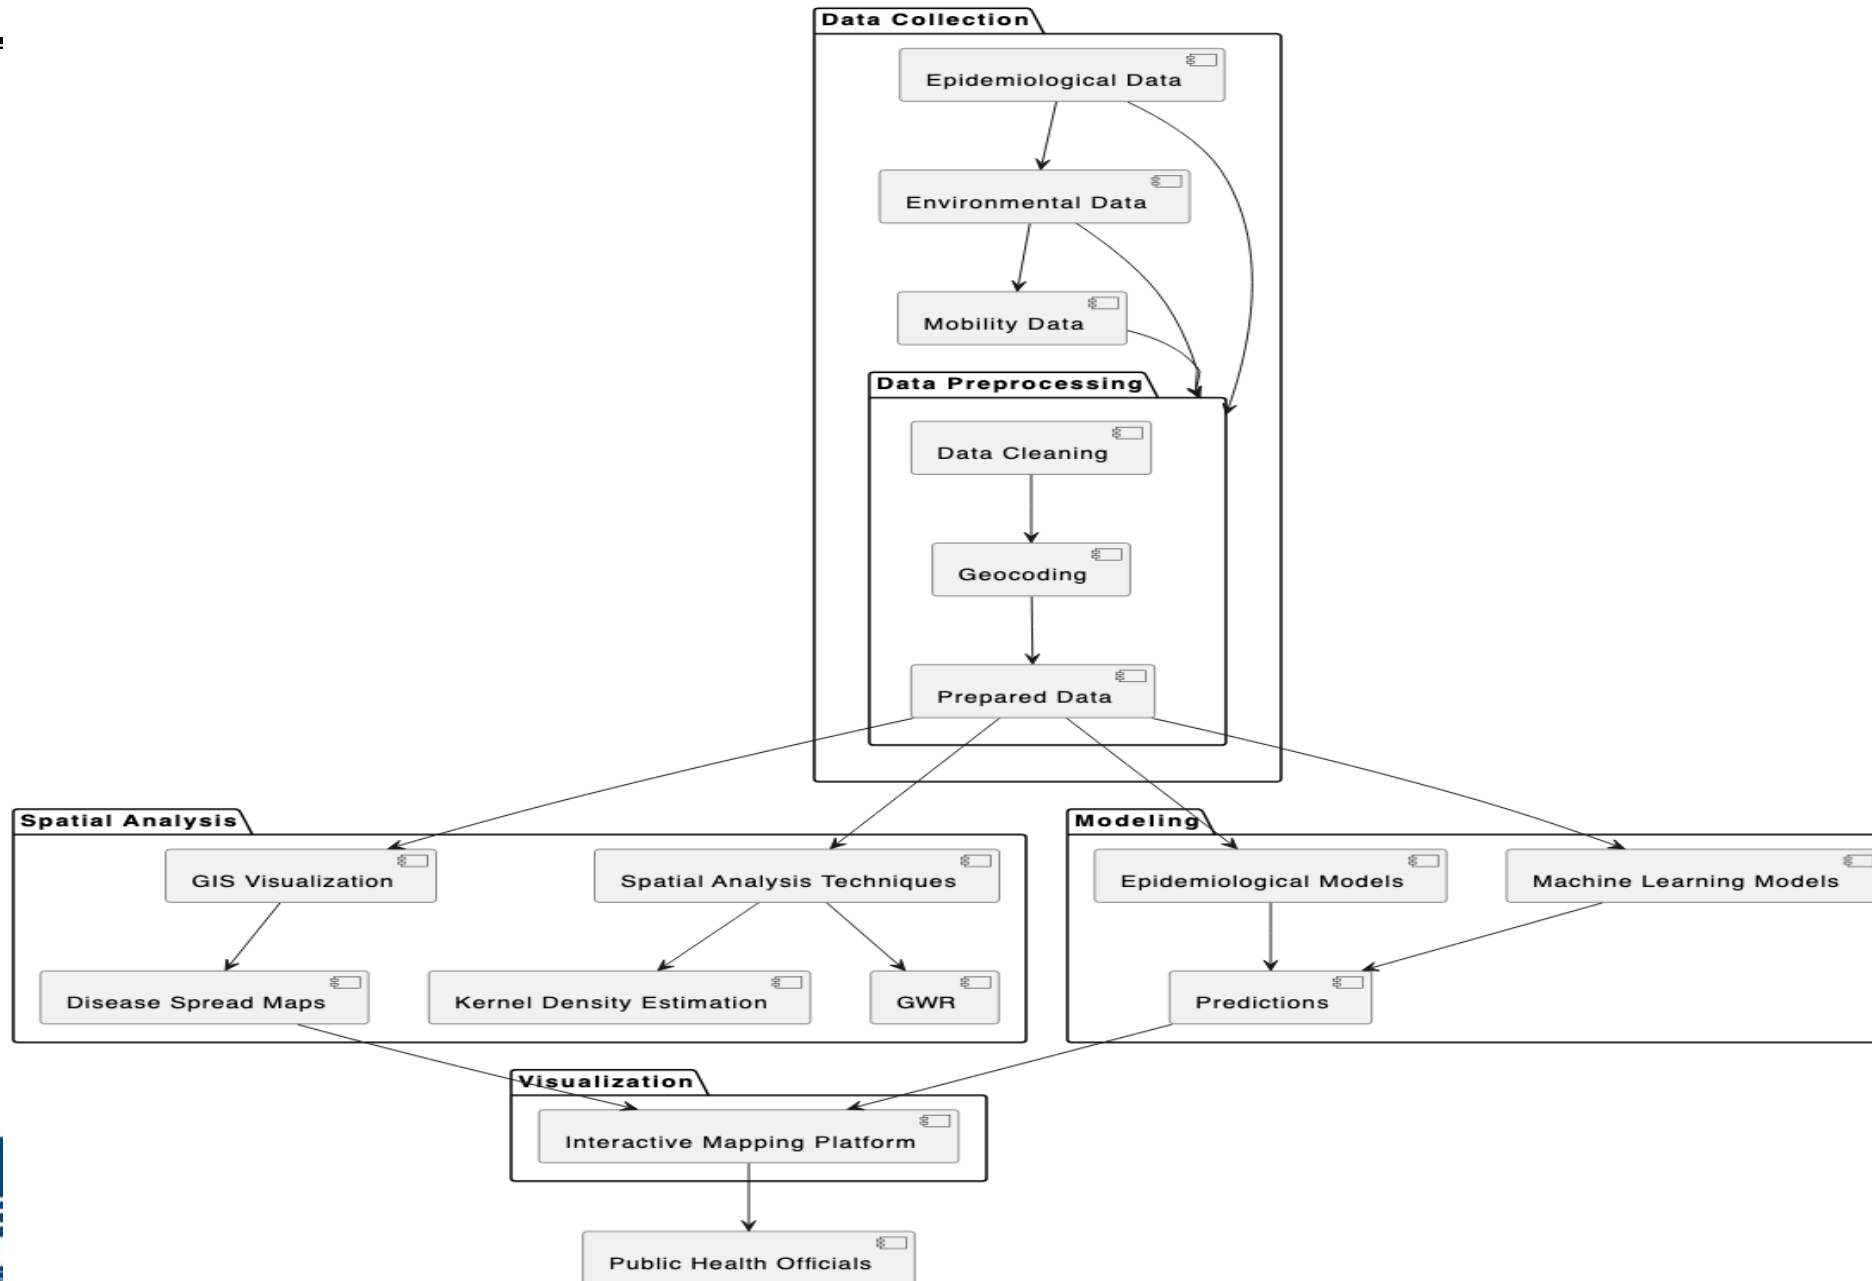 Data Collection
Epidemiological Data
Environmental Data
Mobility Data
Data Preprocessing
Data Cleaning
Geocoding
Prepared Data
Spatial Analysis
Modeling
GIS Visualization
Spatial Analysis Techniques
Epidemiological Models
Machine Learning Models
Disease Spread Maps
Kernel Density Estimation
GWR
Predictions
Visualization
Interactive Mapping Platform
Public Health Officials